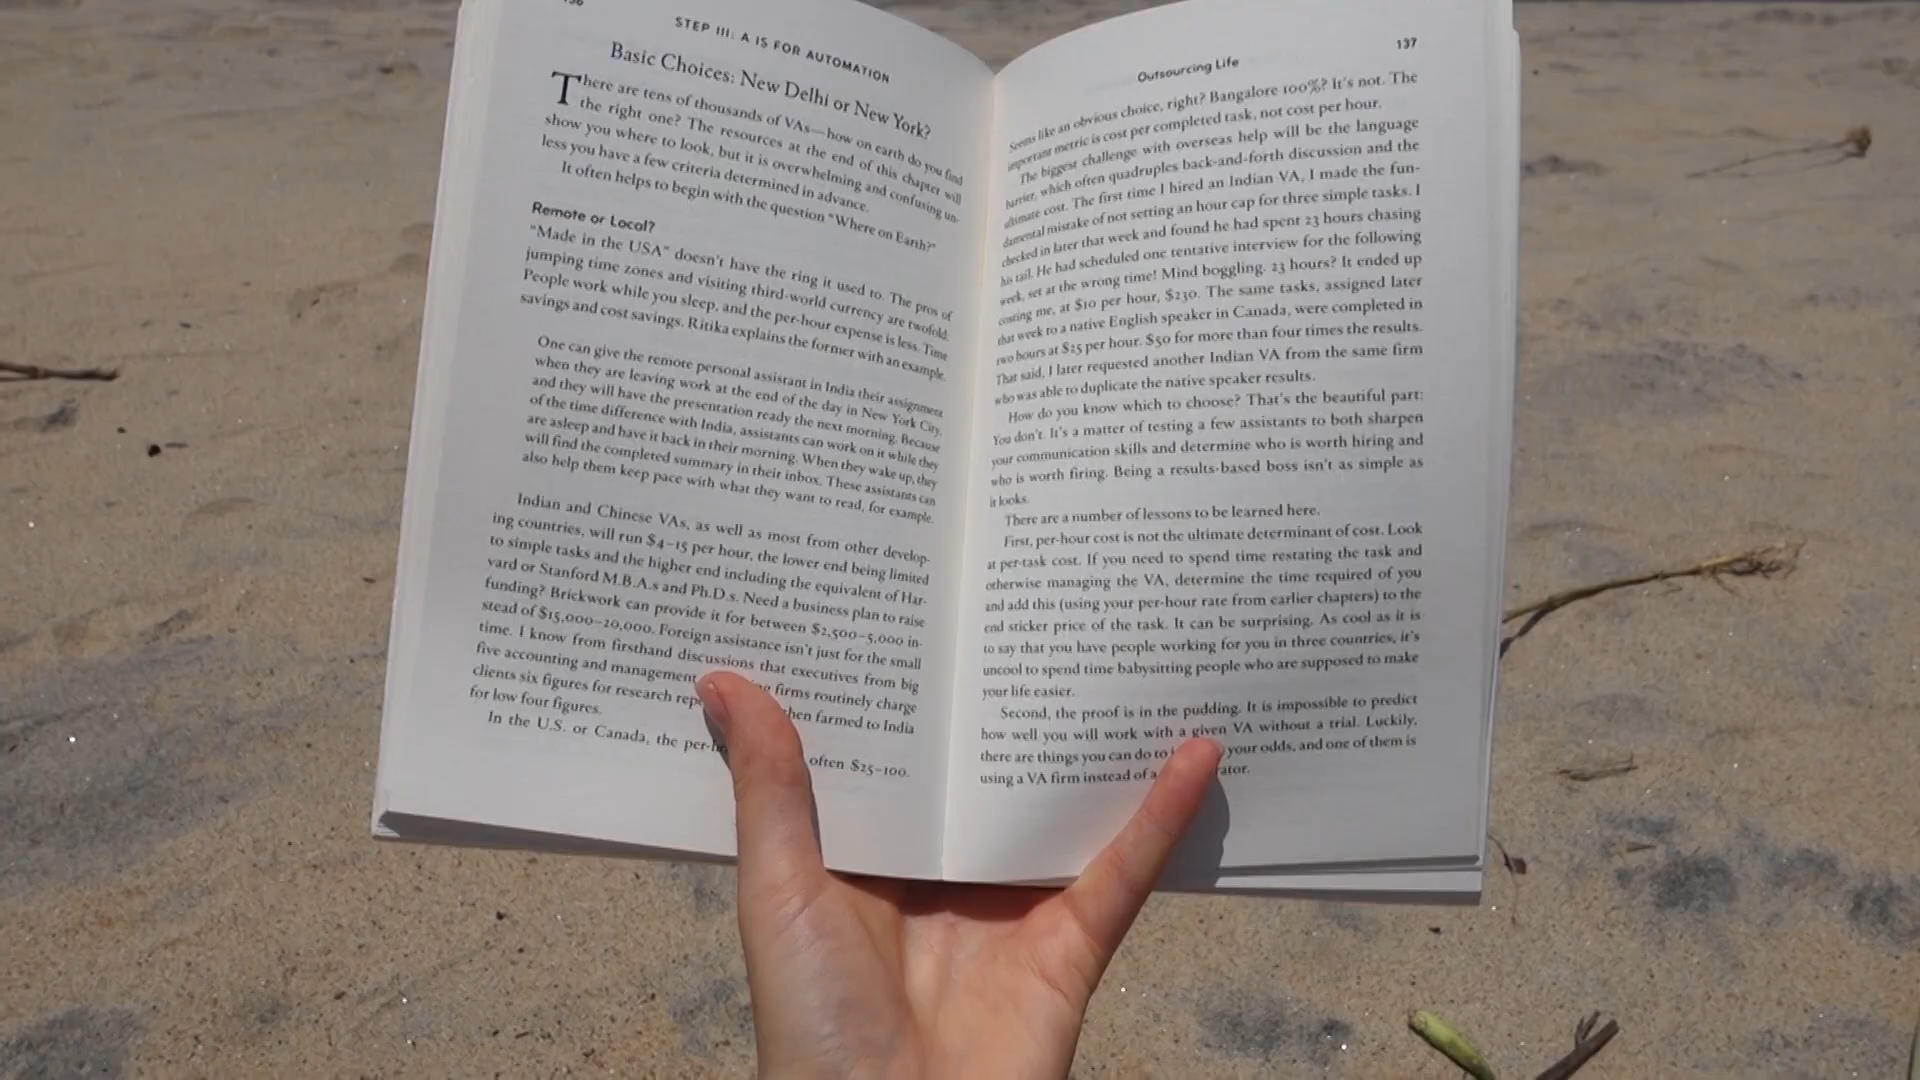 136
STEP III: A IS FOR AUTOMATION
Basic Choices: New Delhi or New York?
There are tens of thousands of VAs—how on earth do you find
the right one? The resources at the end of this chapter will
show you where to look, but it is overwhelming and confusing un-
less you have a few criteria determined in advance.
It often helps to begin with the question "Where on Earth?"
Remote or Local?
"Made in the USA" doesn't have the ring it used to. The pros of
jumping time zones and visiting third-world currency are twofold:
People work while you sleep, and the per-hour expense is less. Time
savings and cost savings. Ritika explains the former with an example.
One can give the remote personal assistant in India their assignment
when they are leaving work at the end of the day in New York City,
and they will have the presentation ready the next morning. Because
of the time difference with India, assistants can work on it while they
are asleep and have it back in their morning. When they wake up, they
will find the completed summary in their inbox. These assistants can
also help them keep pace with what they want to read, for example.
Indian and Chinese VAs, as well as most from other develop-
ing countries, will run $4–15 per hour, the lower end being limited
to simple tasks and the higher end including the equivalent of Har-
vard or Stanford M.B.A.s and Ph.D.s. Need a business plan to raise
funding? Brickwork can provide it for between $2,500–5,000 in-
stead of $15,000–20,000. Foreign assistance isn't just for the small
time. I know from firsthand discussions that executives from big
five accounting and management firms routinely charge
clients six figures for research then farmed to India
for low four figures.
In the U.S. or Canada, the often $25–100.
137
Outsourcing Life
Seems like an obvious choice, right? Bangalore 100%? It's not. The
important metric is cost per completed task, not cost per hour.
The biggest challenge with overseas help will be the language
barrier, which often quadruples back-and-forth discussion and the
ultimate cost. The first time I hired an Indian VA, I made the fun-
damental mistake of not setting an hour cap for three simple tasks. I
checked in later that week and found he had spent 23 hours chasing
his tail. He had scheduled one tentative interview for the following
week, set at the wrong time! Mind boggling. 23 hours? It ended up
costing me, at $10 per hour, $230. The same tasks, assigned later
that week to a native English speaker in Canada, were completed in
two hours at $25 per hour. $50 for more than four times the results.
That said, I later requested another Indian VA from the same firm
who was able to duplicate the native speaker results.
How do you know which to choose? That's the beautiful part:
You don't. It's a matter of testing a few assistants to both sharpen
your communication skills and determine who is worth hiring and
who is worth firing. Being a results-based boss isn't as simple as
it looks.
There are a number of lessons to be learned here.
First, per-hour cost is not the ultimate determinant of cost. Look
at per-task cost. If you need to spend time restating the task and
otherwise managing the VA, determine the time required of you
and add this (using your per-hour rate from earlier chapters) to the
end sticker price of the task. It can be surprising. As cool as it is
to say that you have people working for you in three countries, it's
uncool to spend time babysitting people who are supposed to make
your life easier.
Second, the proof is in the pudding. It is impossible to predict
how well you will work with a given VA without a trial. Luckily,
there are things you can do to your odds, and one of them is
using a VA firm instead of a